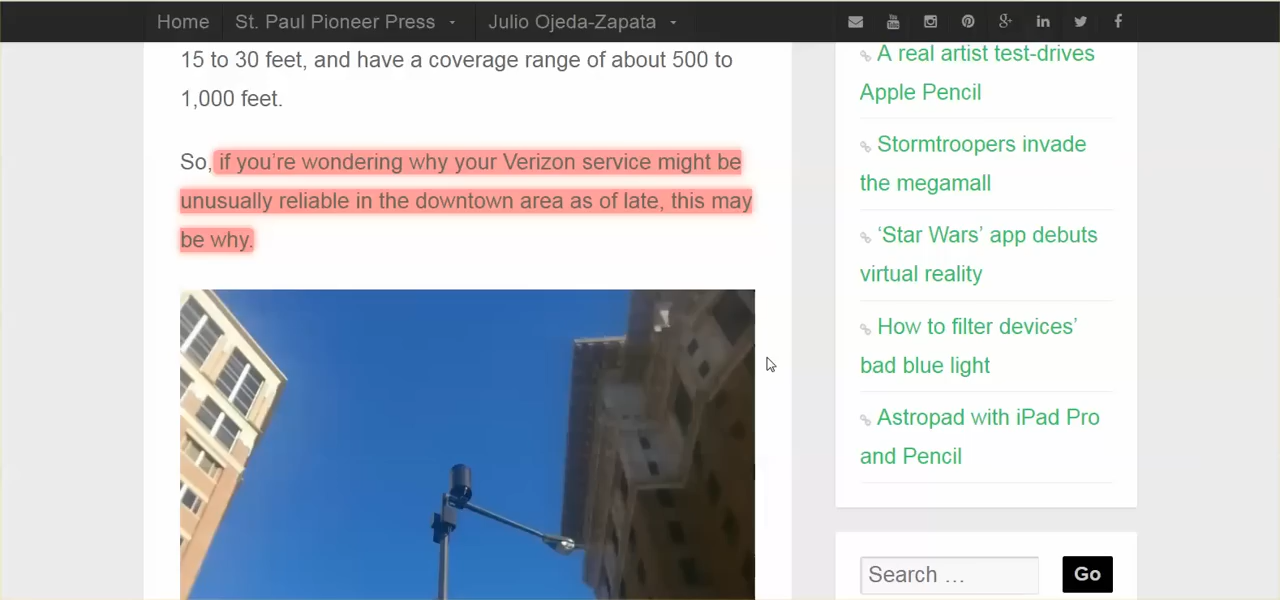 Home St. Paul Pioneer Press Julio Ojeda-Zapata
15 to 30 feet, and have a coverage range of about 500 to
1,000 feet.
So, if you're wondering why your Verizon service might be
unusually reliable in the downtown area as of late, this may
be why.
A real artist test-drives
Apple Pencil
Stormtroopers invade
the megamall
‘Star Wars’ app debuts
virtual reality
How to filter devices’
bad blue light
Astropad with iPad Pro
and Pencil
Search …
Go